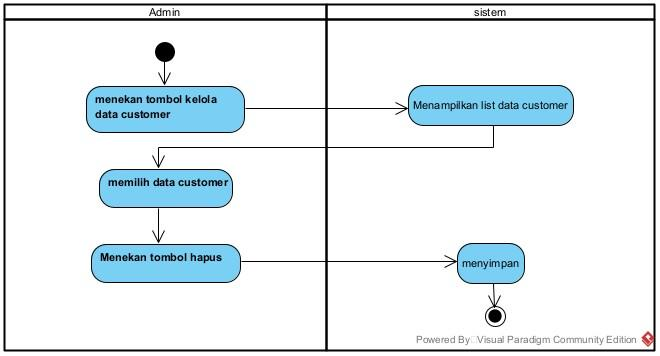 Admin
sistem
menekan tombol kelola
data customer
Menampilkan list data customer
memilih data customer
Menekan tombol hapus
menyimpan
Powered By Visual Paradigm Community Edition